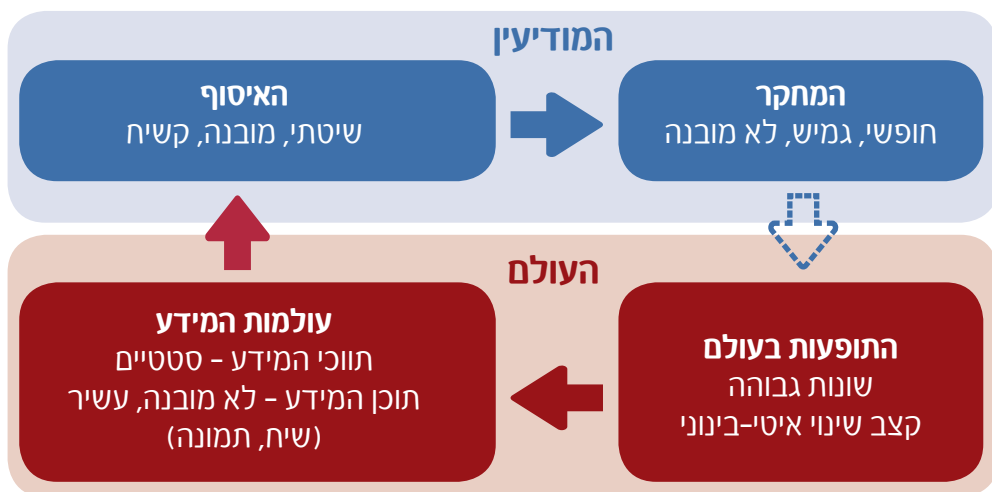 המודיעין
המחקר
חופשי, גמיש, לא מובנה
האיסוף
שיטתי, מובנה, קשיח
העולם
התופעות בעולם
שונות גבוהה
קצב שינוי איטי-בינוני
עולמות המידע
תווכי המידע - סטטיים
תוכן המידע - לא מובנה, עשיר
(שיח, תמונה)